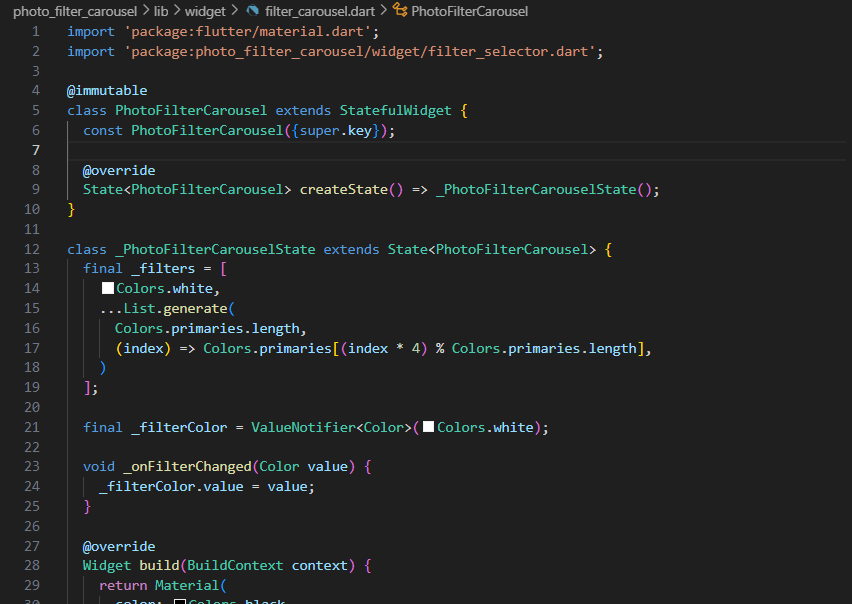 photo_filter_carousel > lib > widget > filter_carousel.dart > PhotoFilterCarousel
1 import 'package:flutter/material.dart';
2 import 'package:photo_filter_carousel/widget/filter_selector.dart';
3
4 @immutable
5 class PhotoFilterCarousel extends StatefulWidget {
6 const PhotoFilterCarousel({super.key});
7
8 @override
9 State<PhotoFilterCarousel> createState() => _PhotoFilterCarouselState();
10 }
11
12 class _PhotoFilterCarouselState extends State<PhotoFilterCarousel> {
13 final _filters = [
14 Colors.white,
15 ...List.generate(
16 Colors.primaries.length,
17 (index) => Colors.primaries[(index * 4) % Colors.primaries.length],
18 )
19 ];
20
21 final _filterColor = ValueNotifier<Color>(Colors.white);
22
23 void _onFilterChanged(Color value) {
24 _filterColor.value = value;
25 }
26
27 @override
28 Widget build(BuildContext context) {
29 return Material(
30 color: Colors.black